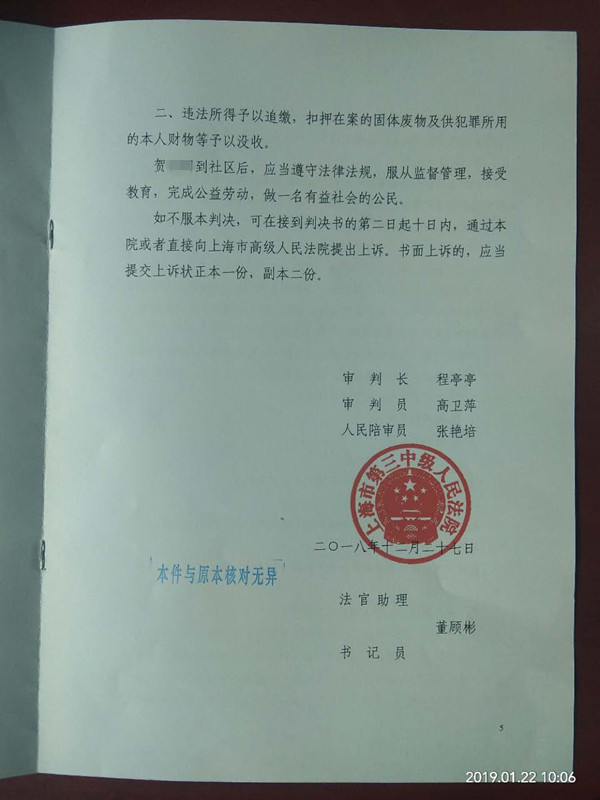 二、违法所得予以追缴，扣押在案的固体废物及供犯罪所用
的本人财物等予以没收。
贺 到社区后，应当遵守法律法规，服从监督管理，接受
教育，完成公益劳动，做一名有益社会的公民。
如不服本判决，可在接到判决书的第二日起十日内，通过本
院或者直接向上海市高级人民法院提出上诉。书面上诉的，应当
提交上诉状正本一份，副本二份。
审 判 长 程亭亭
审 判 员 高卫萍
人民陪审员 张艳培
上海市第三中级人民法院
二〇一八年十二月二十七日
本件与原本核对无异
法官助理
董顾彬
书 记 员
5
2019.01.22 10:06